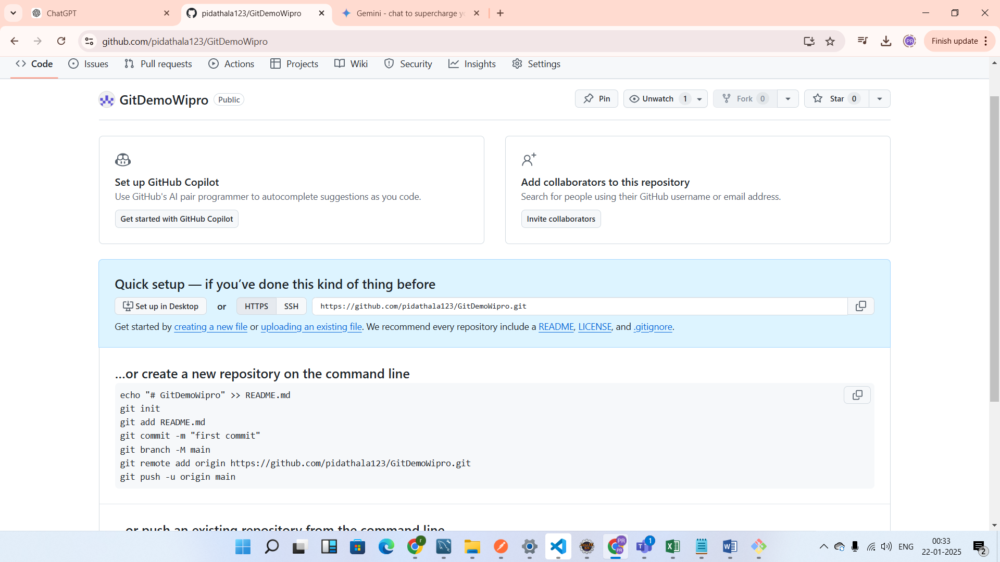 ChatGPT
pidathala123/GitDemoWipro
Gemini - chat to supercharge yo
github.com/pidathala123/GitDemoWipro
PR
Finish update
Code
Issues
Pull requests
Actions
Projects
Wiki
Security
Insights
Settings
GitDemoWipro
Public
Pin
Unwatch 1
Fork 0
Star 0
Set up GitHub Copilot
Use GitHub's AI pair programmer to autocomplete suggestions as you code.
Get started with GitHub Copilot
Add collaborators to this repository
Search for people using their GitHub username or email address.
Invite collaborators
Quick setup — if you’ve done this kind of thing before
Set up in Desktop
or
HTTPS
SSH
https://github.com/pidathala123/GitDemoWipro.git
Get started by creating a new file or uploading an existing file. We recommend every repository include a README, LICENSE, and .gitignore.
...or create a new repository on the command line
echo "# GitDemoWipro" >> README.md
git init
git add README.md
git commit -m "first commit"
git branch -M main
git remote add origin https://github.com/pidathala123/GitDemoWipro.git
git push -u origin main
or push an existing repository from the command line
r
PR
PR
1
ENG
00:33
22-01-2025
2